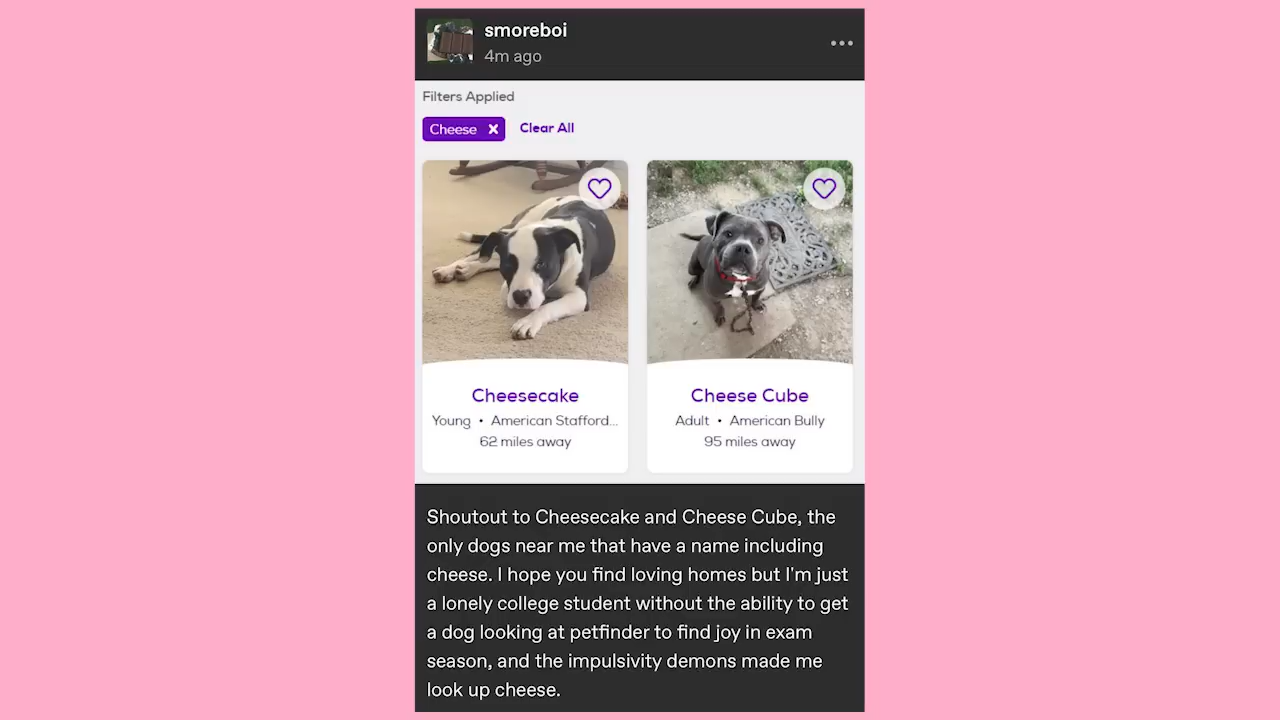 smoreboi
4m ago
Filters Applied
Cheese
Clear All
Cheesecake
Young • American Stafford...
62 miles away
Cheese Cube
Adult • American Bully
95 miles away
Shoutout to Cheesecake and Cheese Cube, the
only dogs near me that have a name including
cheese. I hope you find loving homes but I'm just
a lonely college student without the ability to get
a dog looking at petfinder to find joy in exam
season, and the impulsivity demons made me
look up cheese.